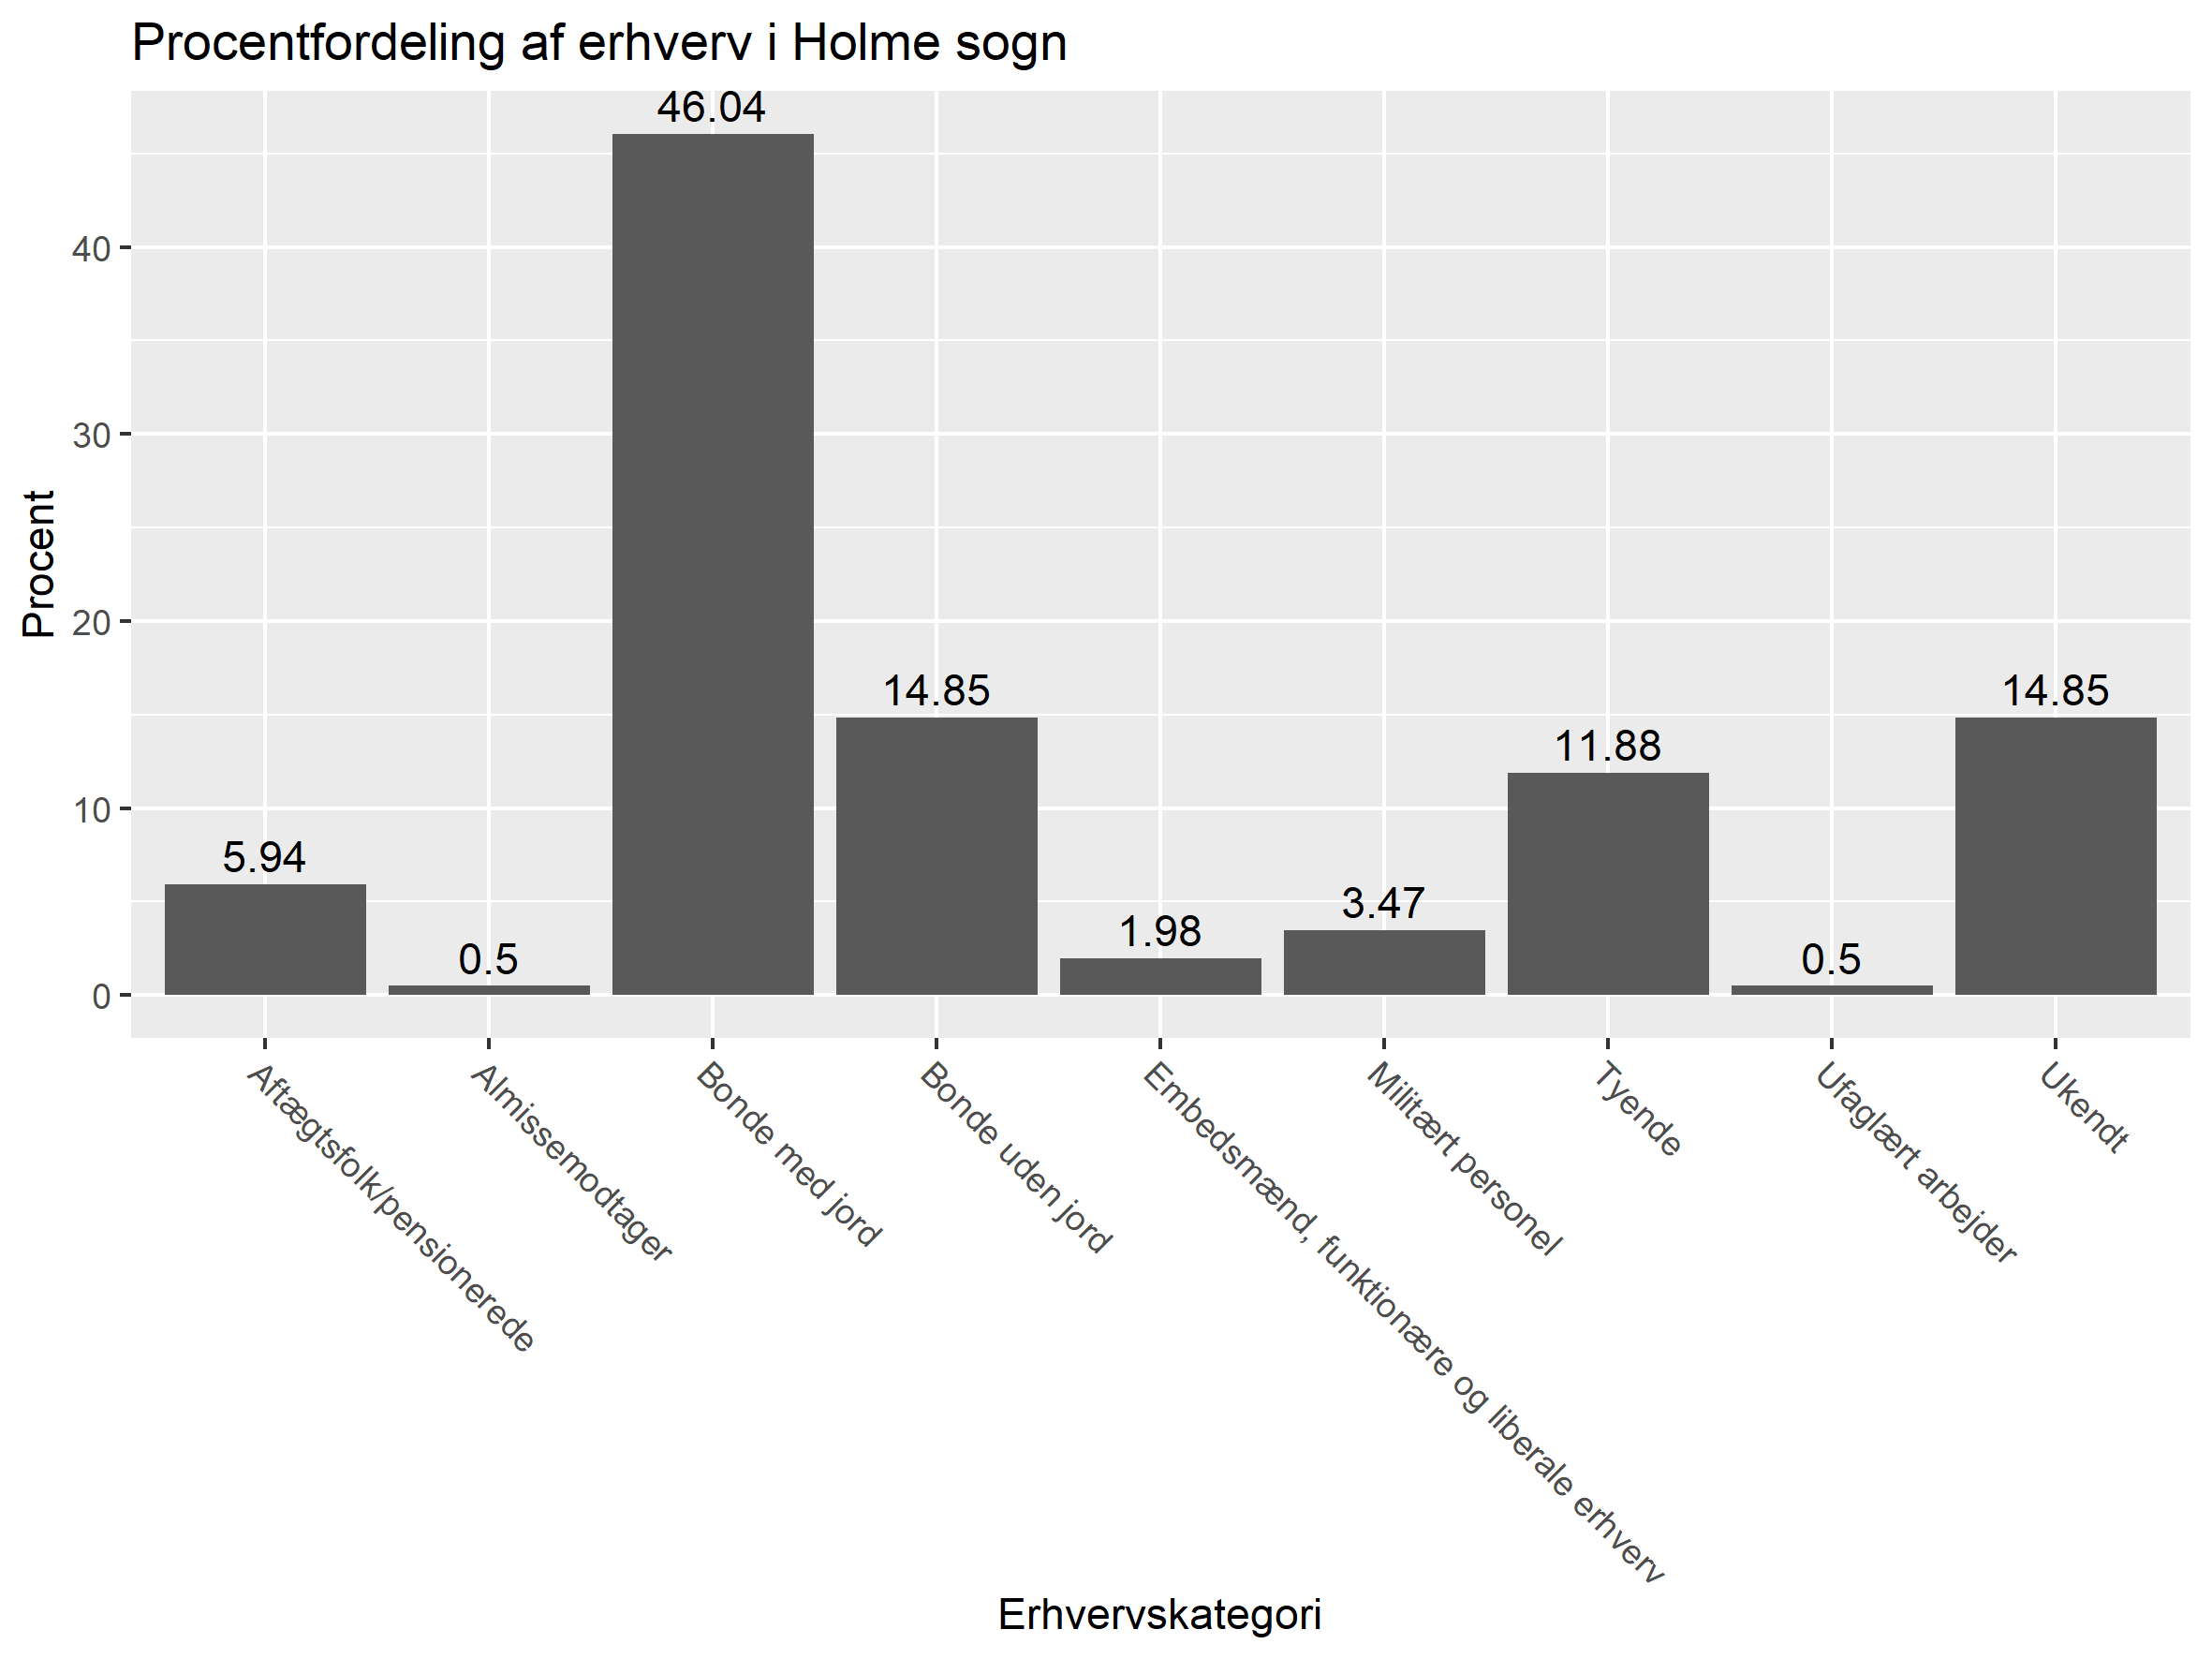 Procentfordeling af erhverv i Holme sogn
Procent
40
30
20
10
0
5.94
0.5
46.04
14.85
1.98
3.47
11.88
0.5
14.85
Aftægtsfolk/pensionerede
Almissemodtager
Bonde med jord
Bonde uden jord
Embedsmænd, funktionære og liberale erhverv
Militært personel
Tyende
Ufaglært arbejder
Ukendt
Erhvervskategori